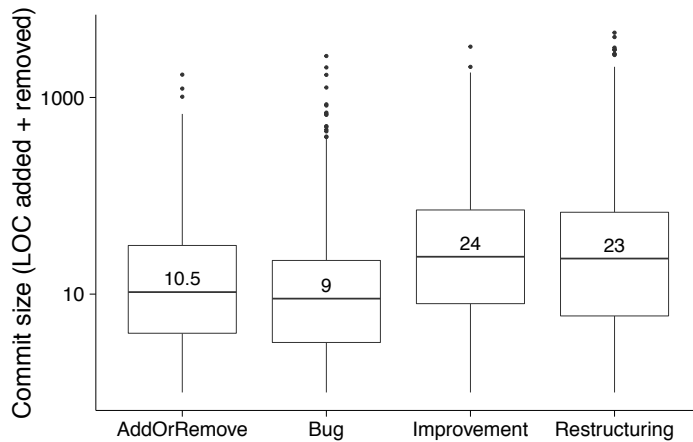 Commit size (LOC added + removed)
1000
10
10.5
9
24
23
AddOrRemove
Bug
Improvement
Restructuring